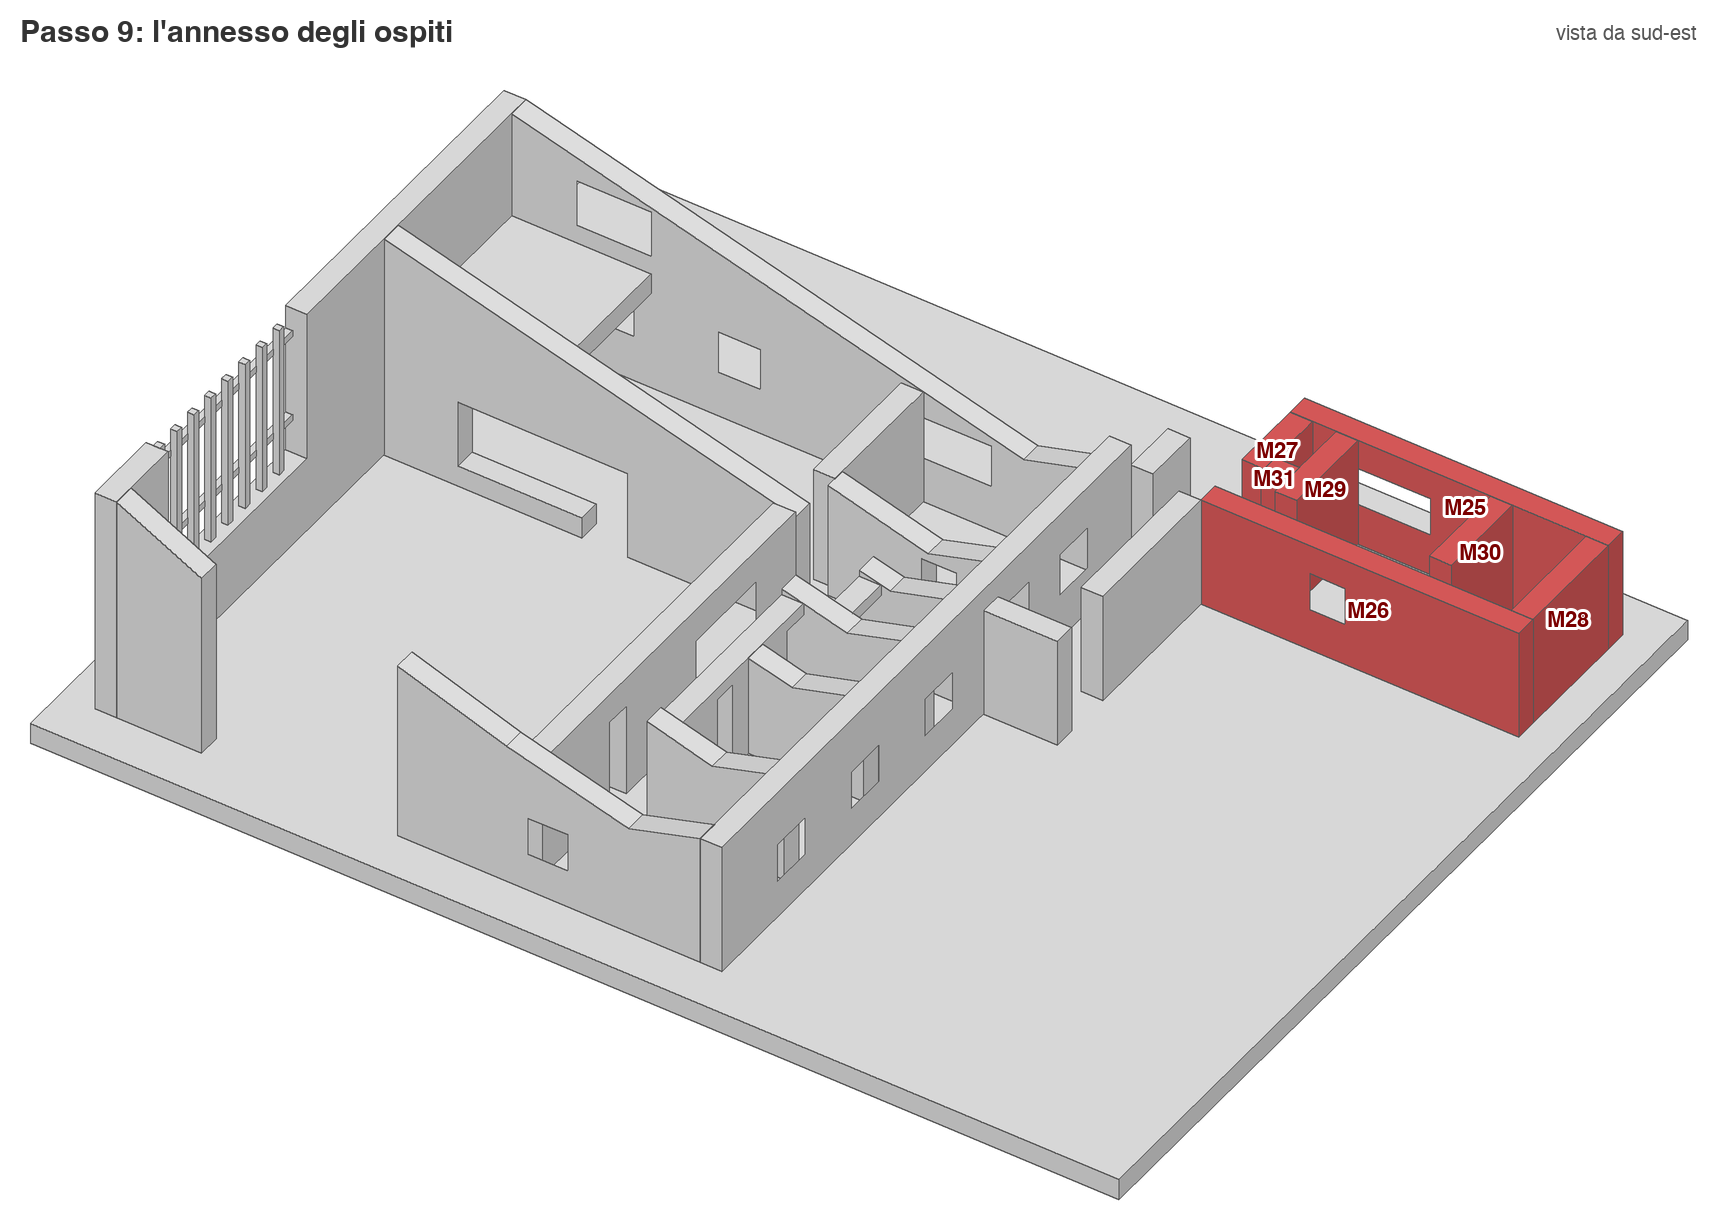 Passo 9: l'annesso degli ospiti
vista da sud-est
M27
M31
M29
M25
M30
M26
M28